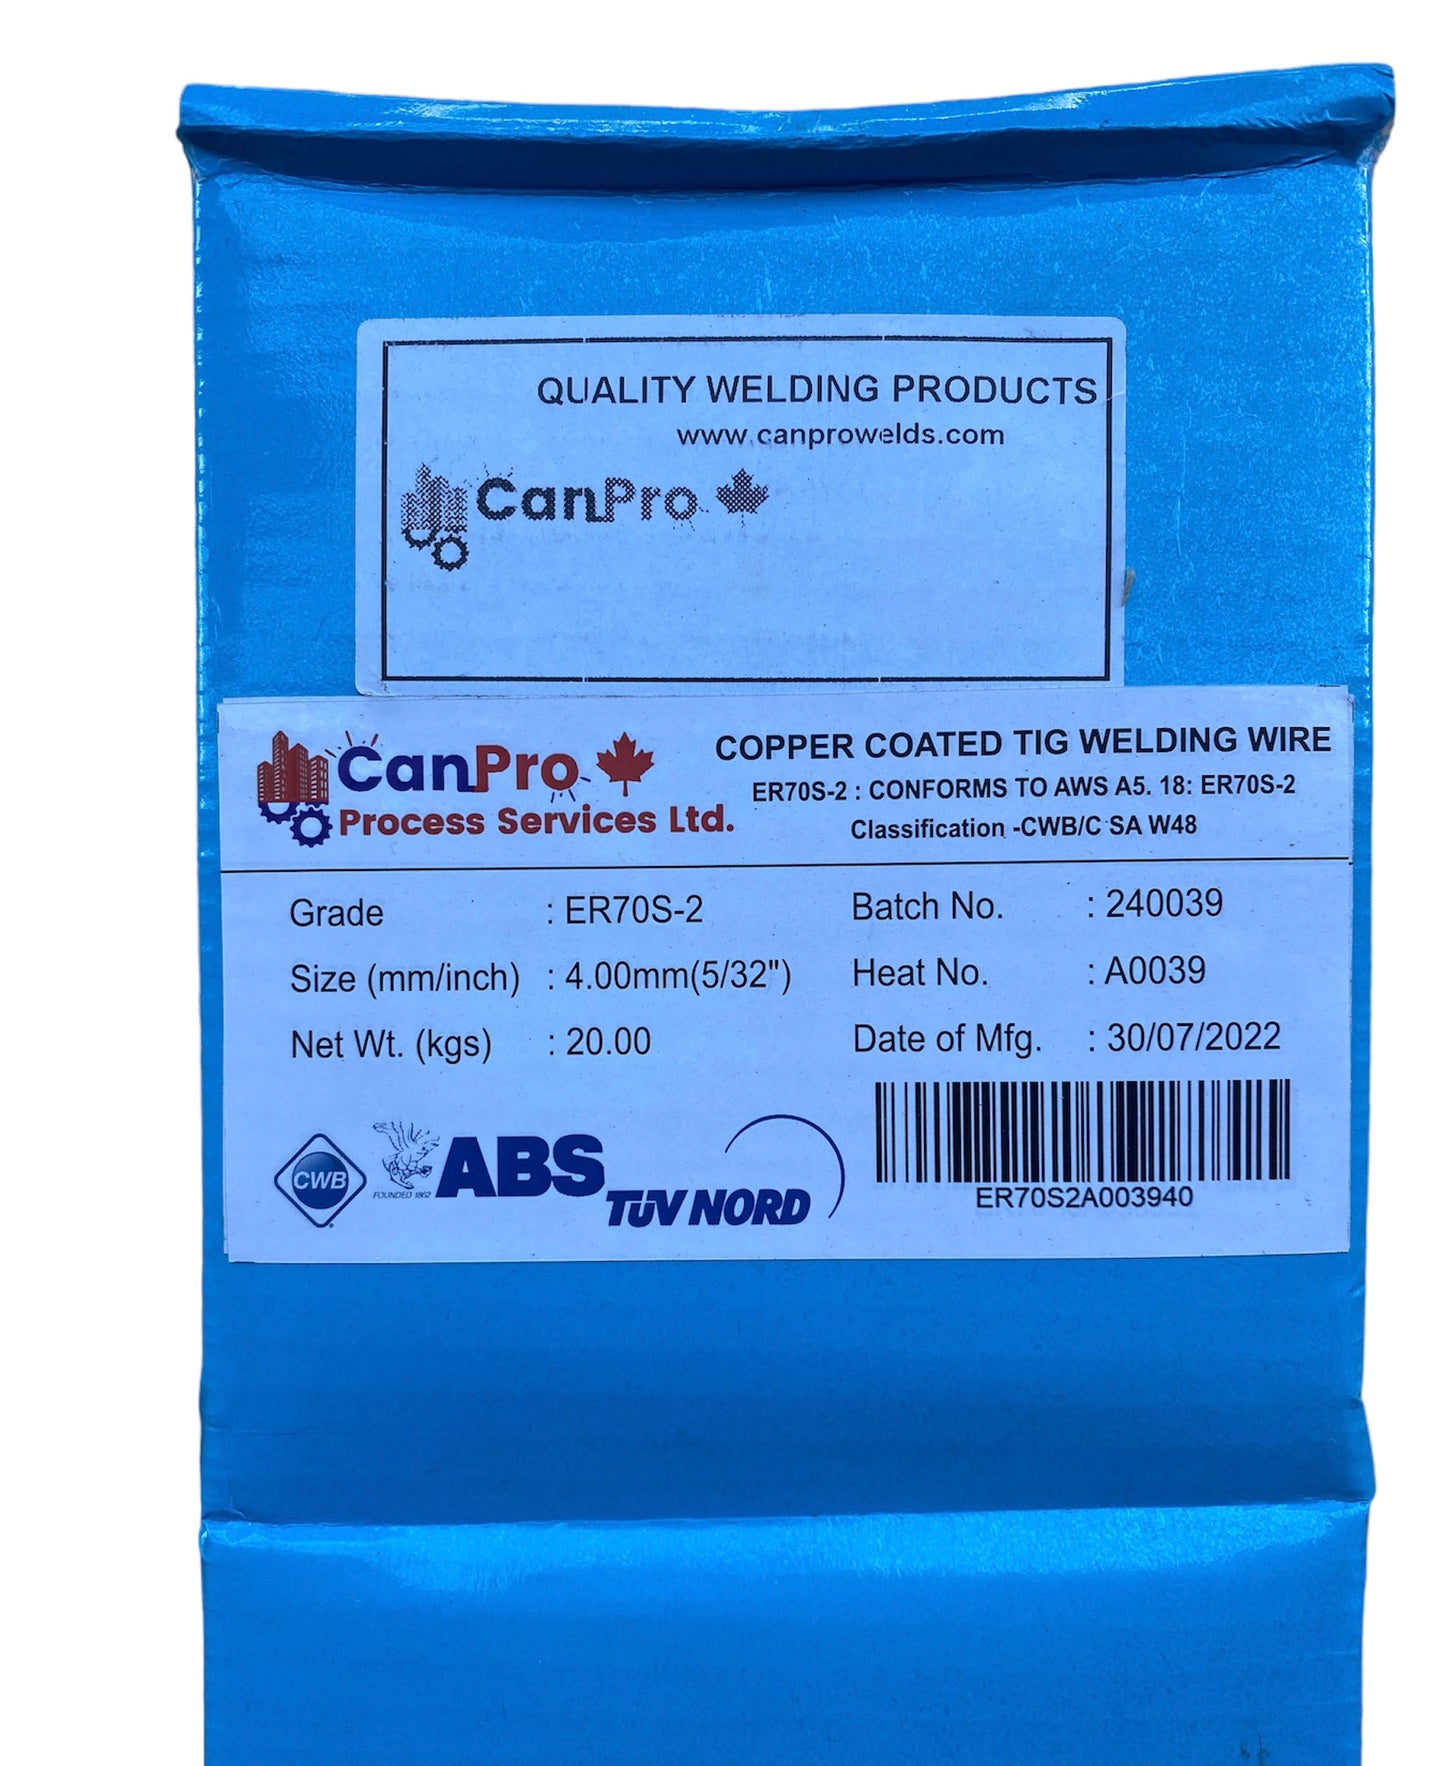 QUALITY WELDING PRODUCTS
www.canprowelds.com
CanPro
CanPro
Process Services Ltd.
COPPER COATED TIG WELDING WIRE
ER70S-2 : CONFORMS TO AWS A5. 18: ER70S-2
Classification -CWB/C SA W48
Grade : ER70S-2
Batch No. : 240039
Size (mm/inch) : 4.00mm(5/32")
Heat No. : A0039
Net Wt. (kgs) : 20.00
Date of Mfg. : 30/07/2022
CWB
FOUNDED 1862
ABS
TÜV NORD
ER70S2A003940